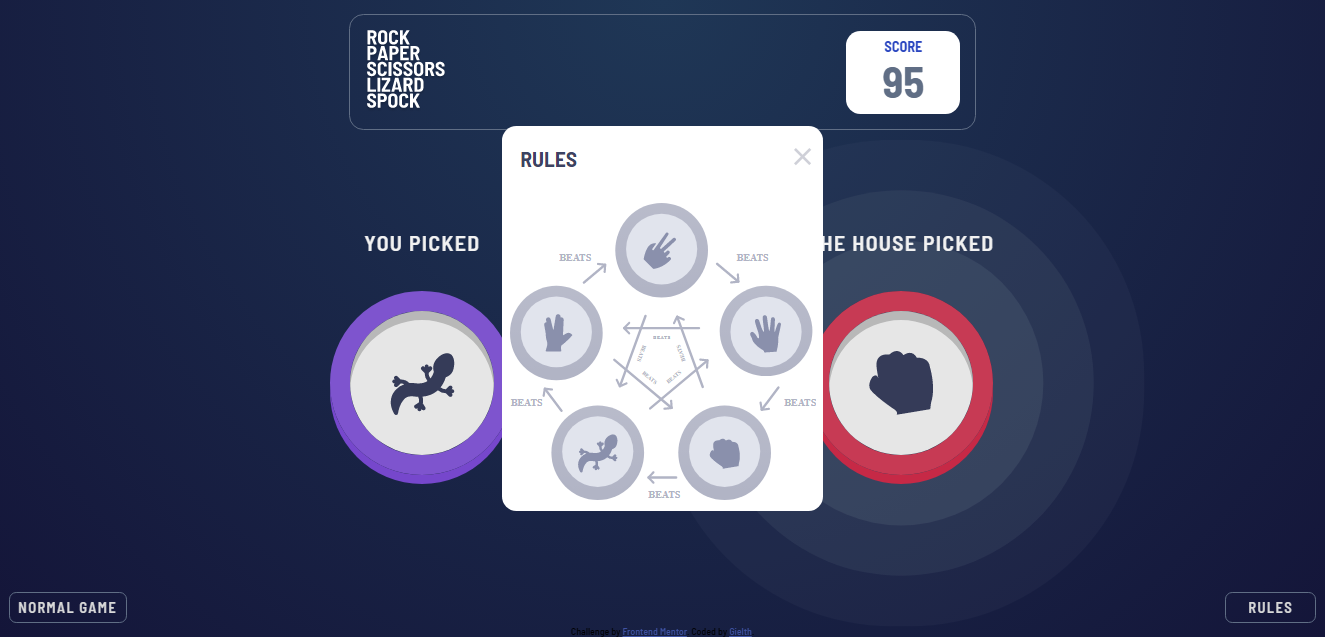 ROCK
PAPER
SCISSORS
LIZARD
SPOCK
SCORE
95
RULES
YOU PICKED
HE HOUSE PICKED
BEATS
BEATS
BEATS
BEATS
BEATS
BEATS
BEATS
BEATS
BEATS
BEATS
NORMAL GAME
RULES
Challenge by Frontend Mentor. Coded by Gielth